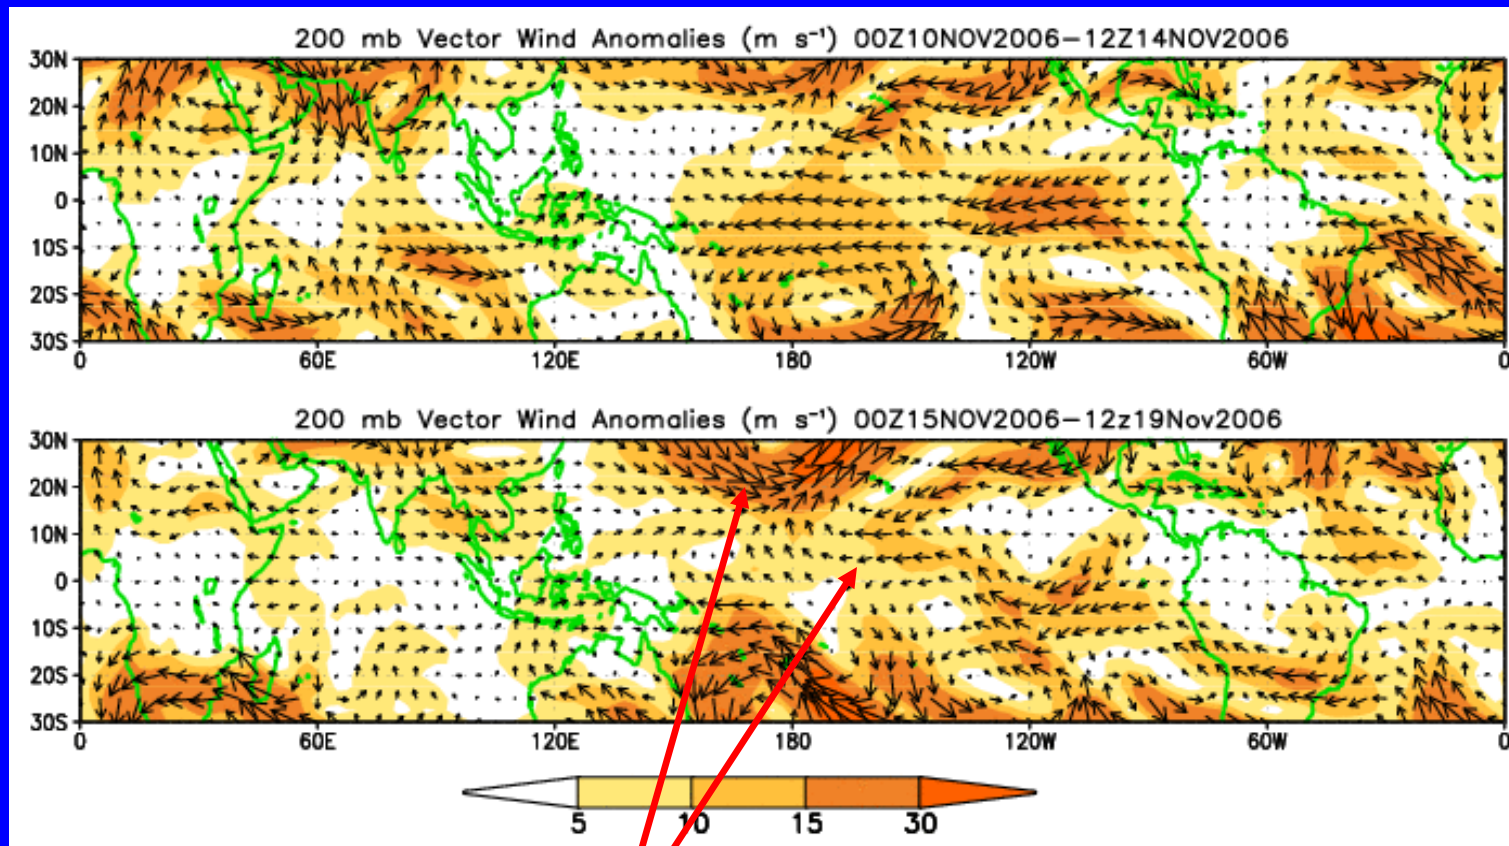 200 mb Vector Wind Anomalies (m s⁻¹) 00Z10NOV2006–12Z14NOV2006
30N
20N
10N
0
10S
20S
30S
0 60E 120E 180 120W 60W 0
200 mb Vector Wind Anomalies (m s⁻¹) 00Z15NOV2006–12z19Nov2006
30N
20N
10N
0
10S
20S
30S
0 60E 120E 180 120W 60W 0
5 10 15 30